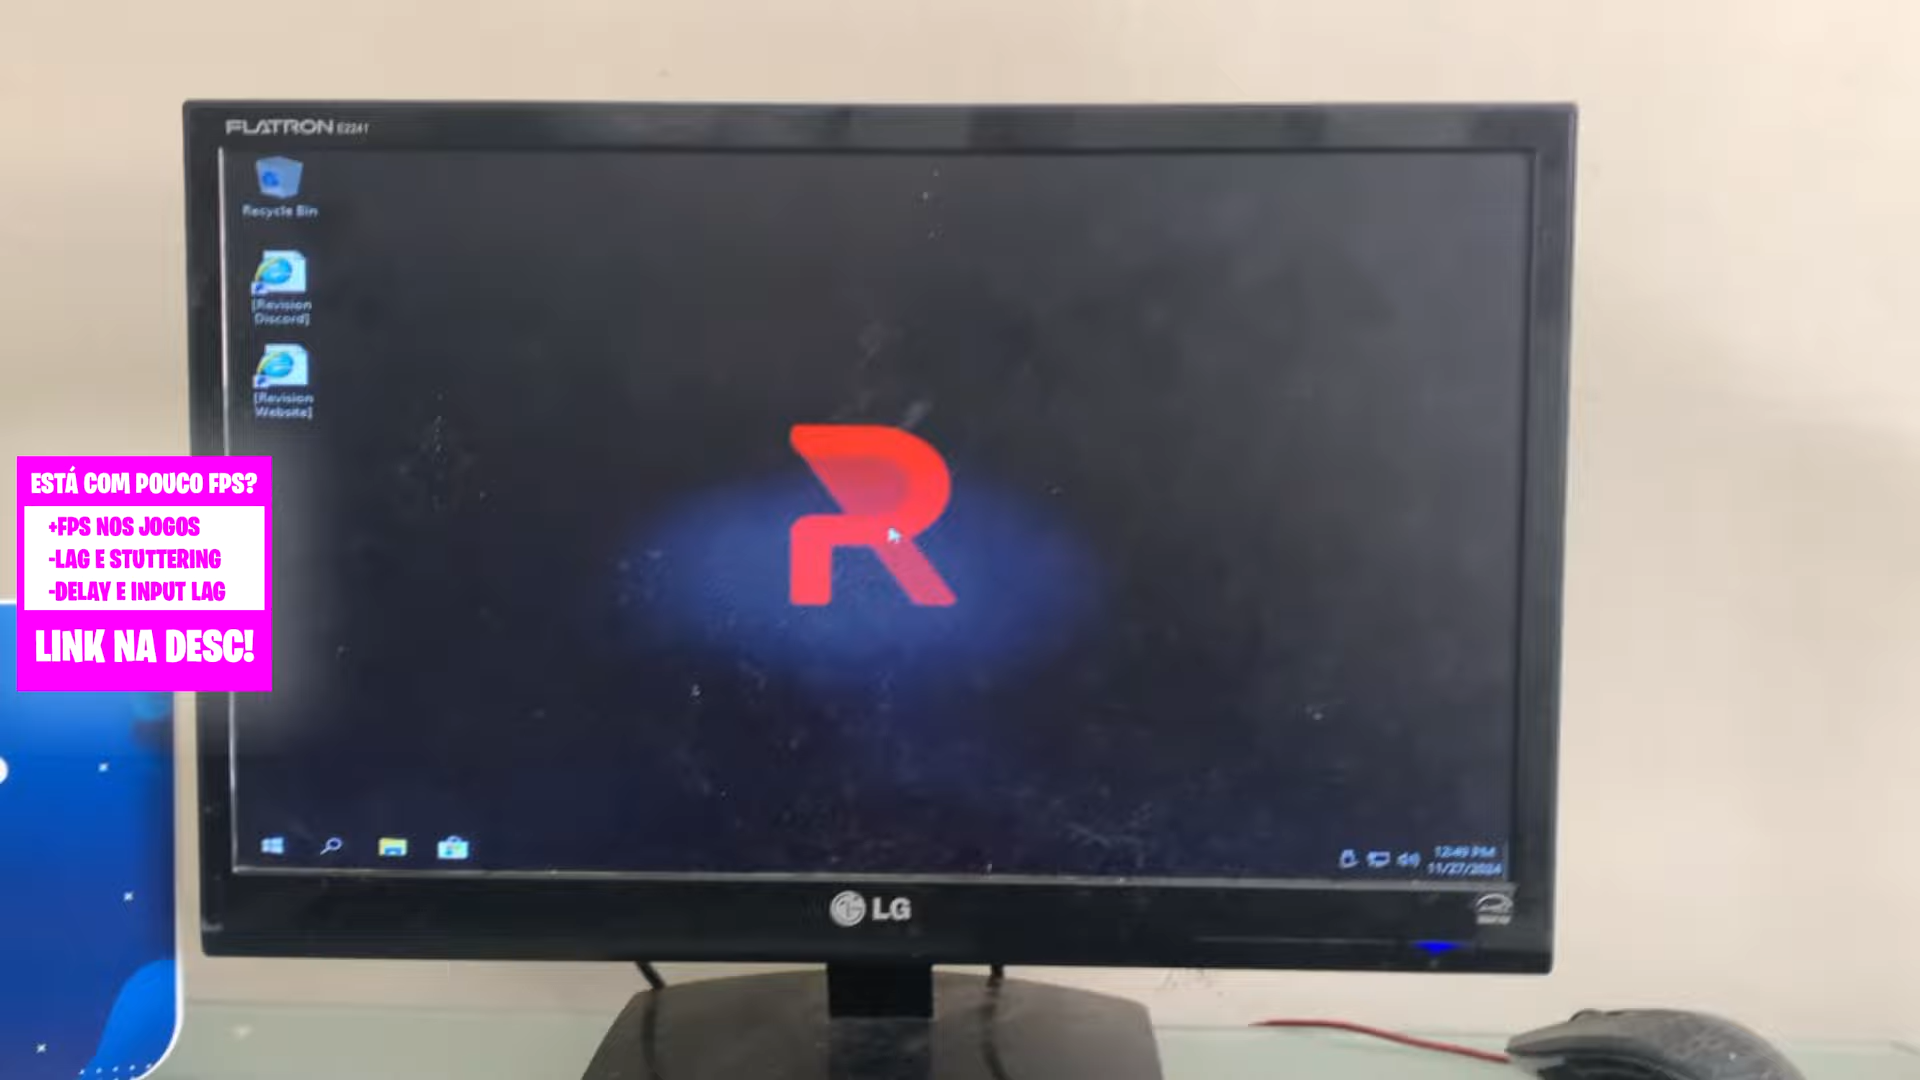 FLATRON E2241
Recycle Bin
[Revision
Discord]
[Revision
Website]
ESTÁ COM POUCO FPS?
+FPS NOS JOGOS
-LAG E STUTTERING
-DELAY E INPUT LAG
LINK NA DESC!
12:49 PM
11/27/2024
LG